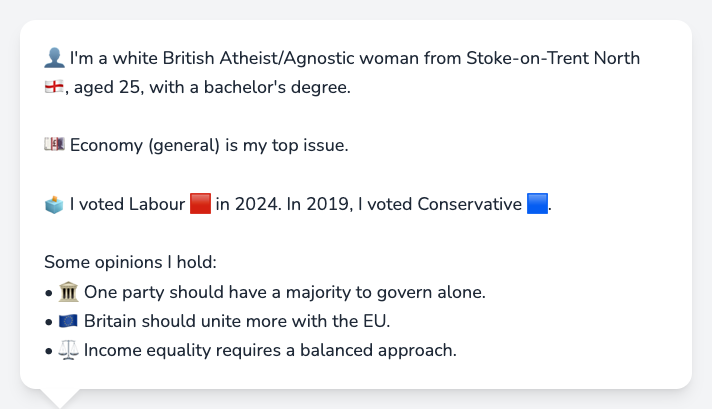 👤 I'm a white British Atheist/Agnostic woman from Stoke-on-Trent North
🏴󠁧󠁢󠁥󠁮󠁧󠁿, aged 25, with a bachelor's degree.
💷 Economy (general) is my top issue.
🗳️ I voted Labour 🟥 in 2024. In 2019, I voted Conservative 🟦.
Some opinions I hold:
• 🏛️ One party should have a majority to govern alone.
• 🇪🇺 Britain should unite more with the EU.
• ⚖️ Income equality requires a balanced approach.